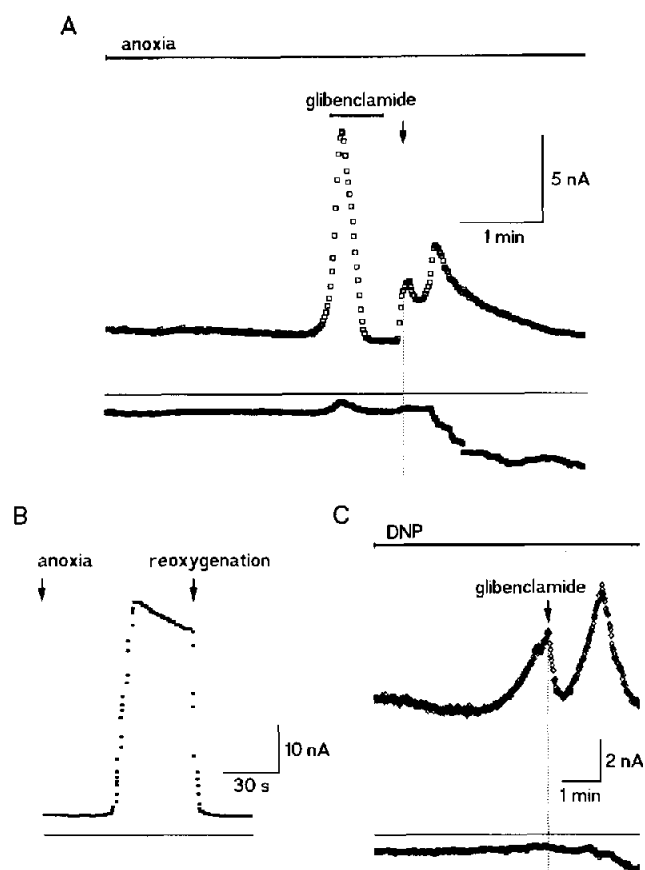 A
anoxia
glibenclamide
5 nA
1 min
B
anoxia
reoxygenation
10 nA
30 s
C
DNP
glibenclamide
2 nA
1 min